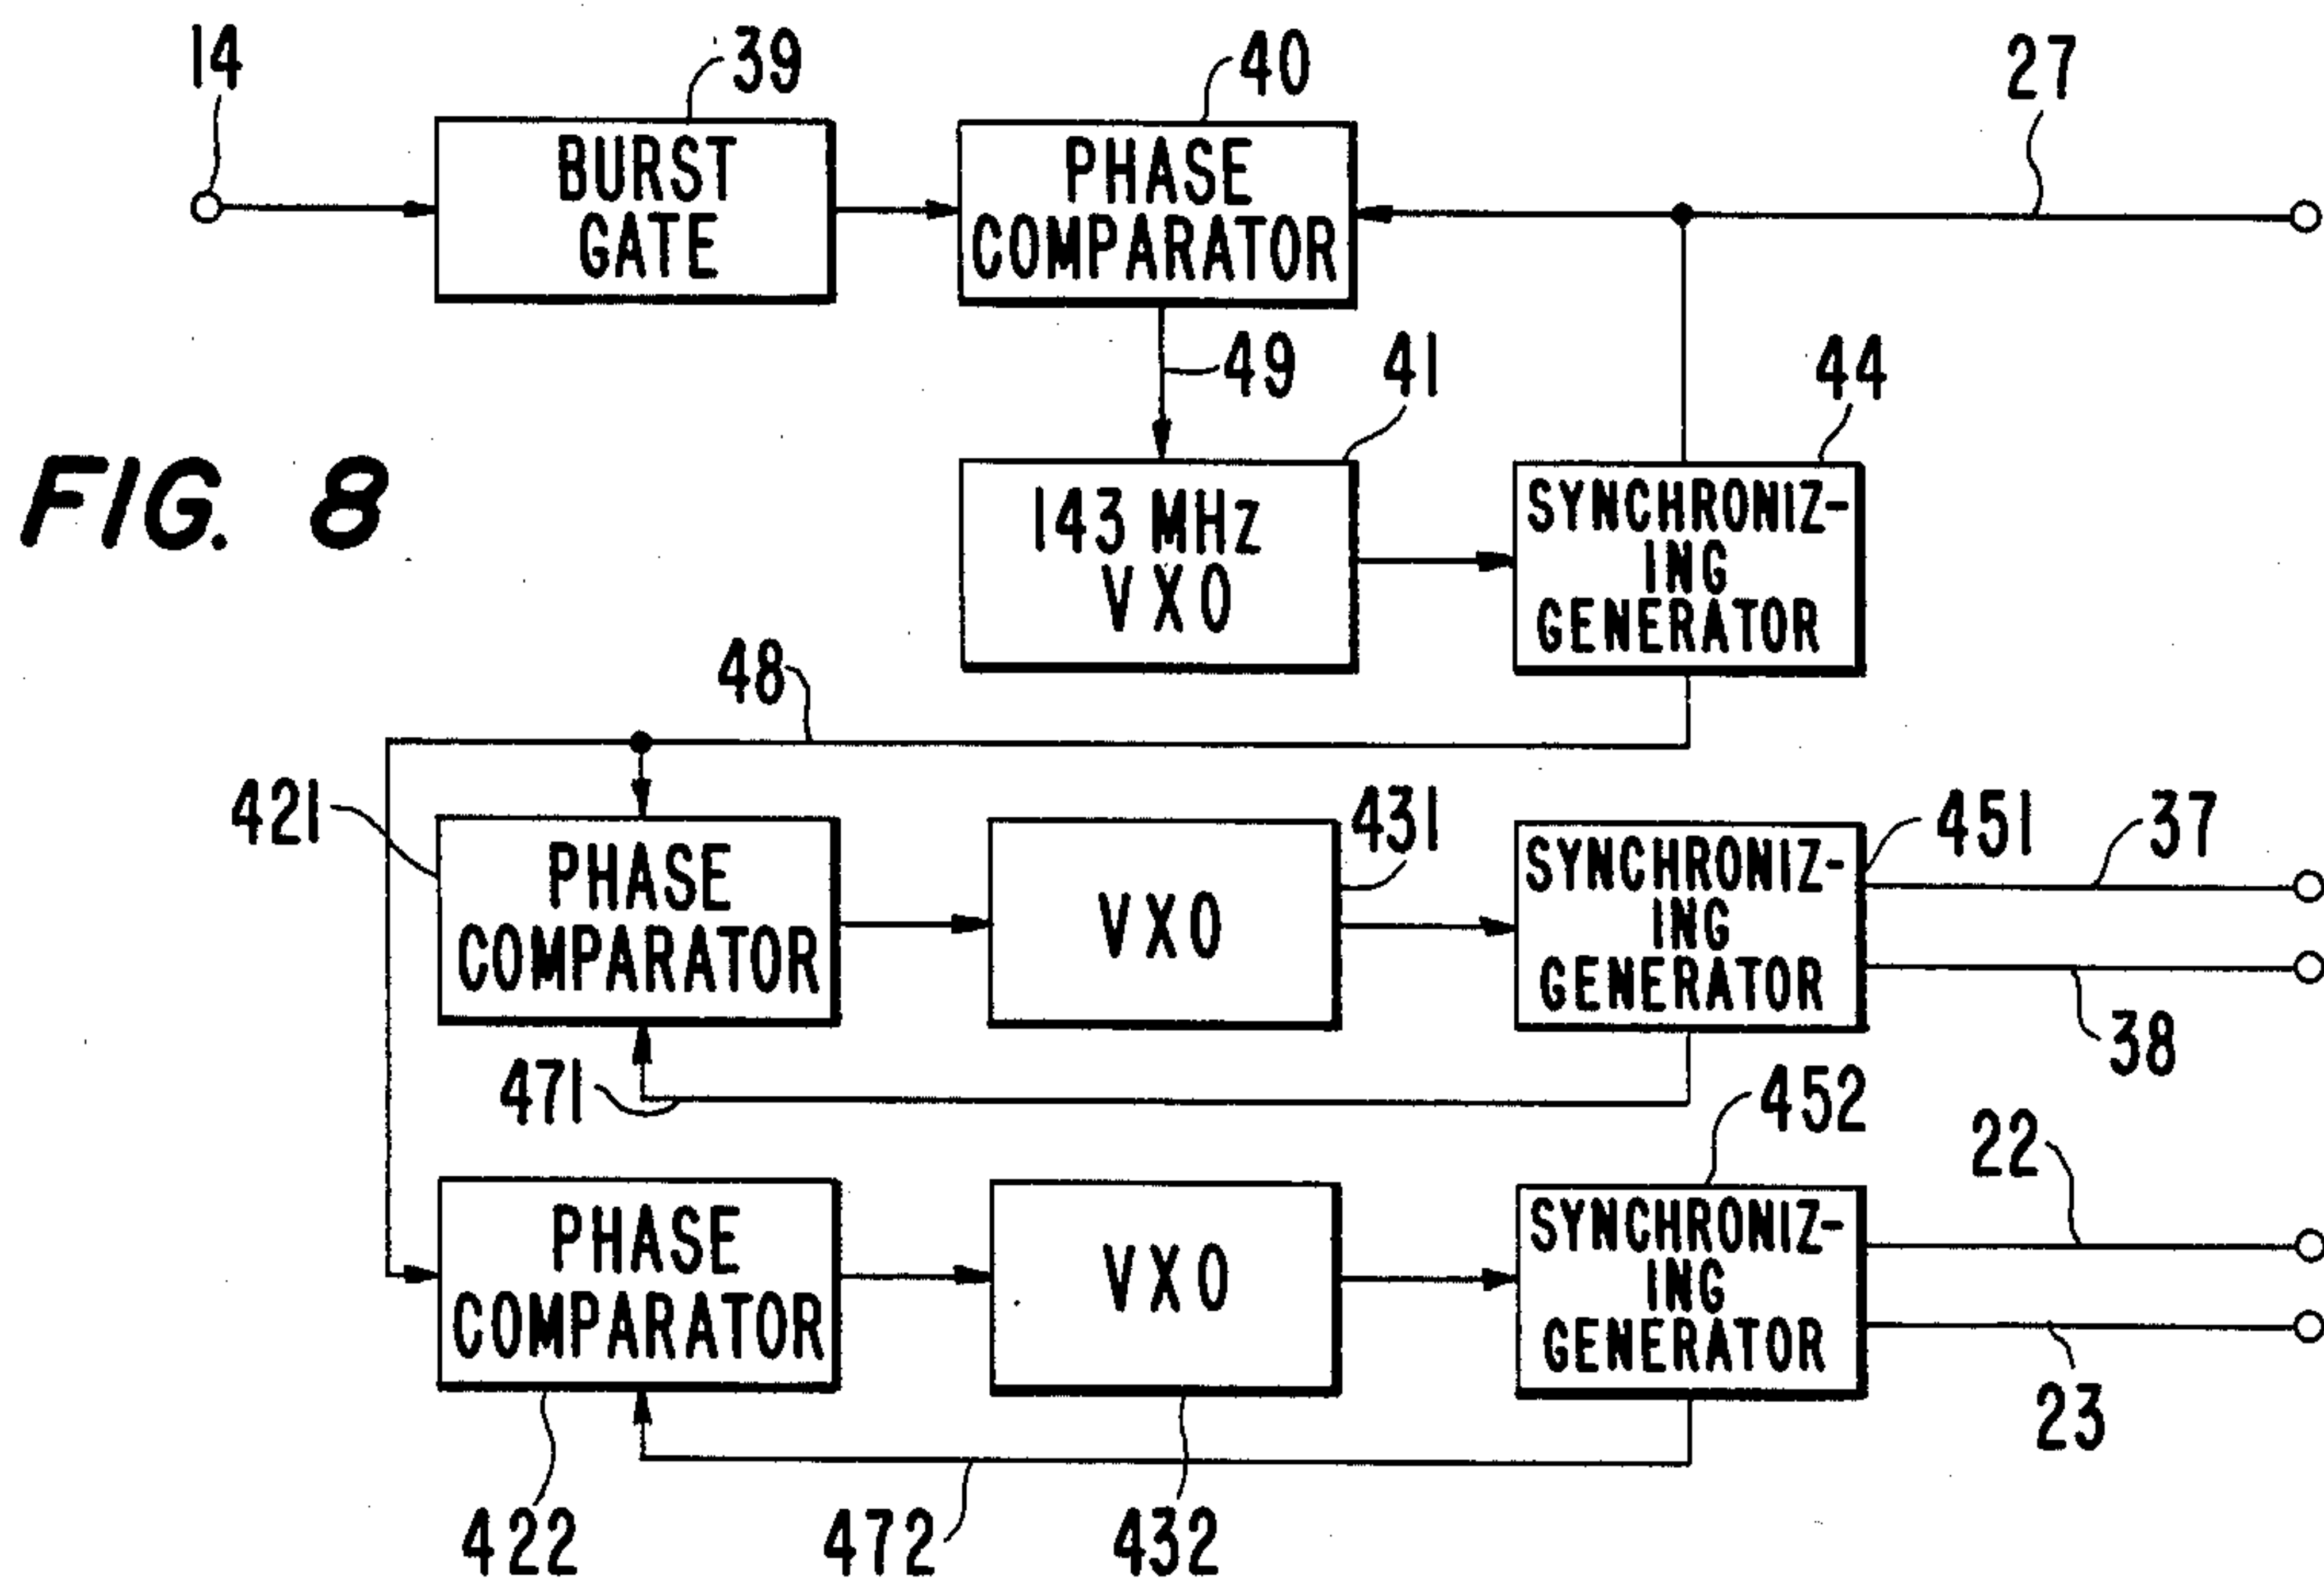 14
39
40
27
BURST
GATE
PHASE
COMPARATOR
49
41
44
FIG. 8
143 MHz
VXO
SYNCHRONIZ-
ING
GENERATOR
48
421
431
451
37
PHASE
COMPARATOR
VXO
SYNCHRONIZ-
ING
GENERATOR
38
471
452
22
PHASE
COMPARATOR
VXO
SYNCHRONIZ-
ING
GENERATOR
23
422
472
432